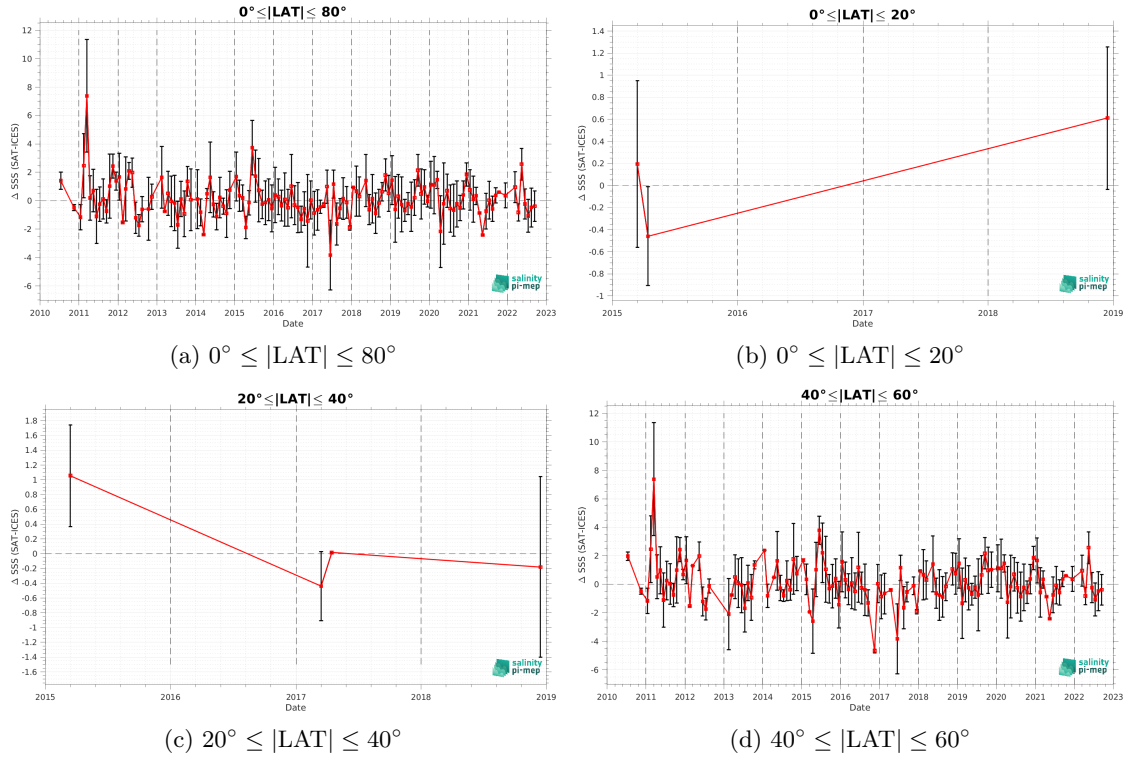 0°≤|LAT|≤ 80°
12
10
8
6
4
2
0
-2
-4
-6
Δ SSS (SAT-ICES)
2010 2011 2012 2013 2014 2015 2016 2017 2018 2019 2020 2021 2022 2023
Date
salinity
pi-mep
(a) 0° ≤ |LAT| ≤ 80°
0°≤|LAT|≤ 20°
1.4
1.2
1
0.8
0.6
0.4
0.2
0
-0.2
-0.4
-0.6
-0.8
-1
Δ SSS (SAT-ICES)
2015 2016 2017 2018 2019
Date
salinity
pi-mep
(b) 0° ≤ |LAT| ≤ 20°
20°≤|LAT|≤ 40°
1.8
1.6
1.4
1.2
1
0.8
0.6
0.4
0.2
0
-0.2
-0.4
-0.6
-0.8
-1
-1.2
-1.4
-1.6
Δ SSS (SAT-ICES)
2015 2016 2017 2018 2019
Date
salinity
pi-mep
(c) 20° ≤ |LAT| ≤ 40°
40°≤|LAT|≤ 60°
12
10
8
6
4
2
0
-2
-4
-6
Δ SSS (SAT-ICES)
2010 2011 2012 2013 2014 2015 2016 2017 2018 2019 2020 2021 2022 2023
Date
salinity
pi-mep
(d) 40° ≤ |LAT| ≤ 60°